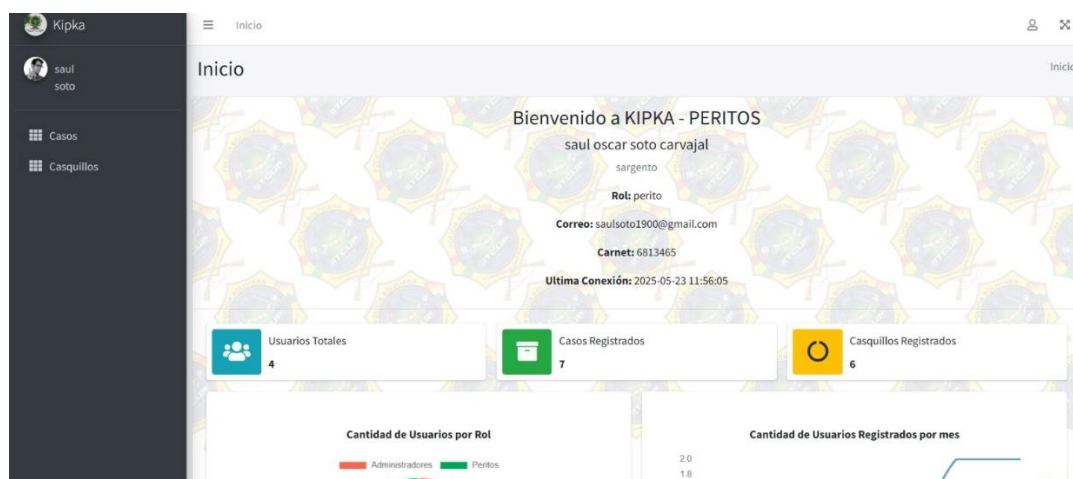 Kipka
Inicio
saul
soto
Casos
Casquillos
Inicio
Inicio
Bienvenido a KIPKA - PERITOS
saul oscar soto carvajal
sargento
Rol: perito
Correo: saulsoto1900@gmail.com
Carnet: 6813465
Ultima Conexión: 2025-05-23 11:56:05
Usuarios Totales
4
Casos Registrados
7
Casquillos Registrados
6
Cantidad de Usuarios por Rol
Administradores Peritos
Cantidad de Usuarios Registrados por mes
2.0
1.8